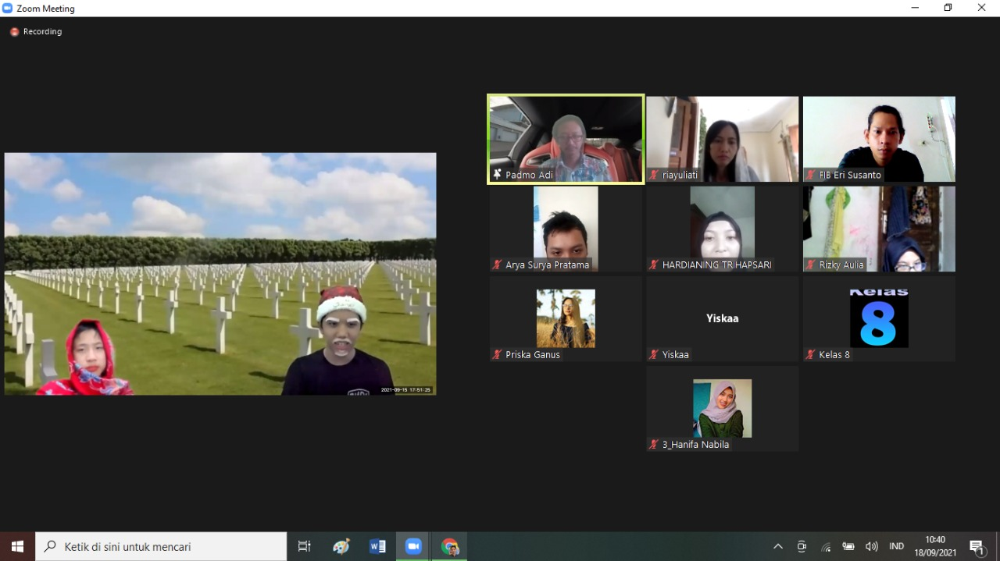 Zoom Meeting
Recording
Padmo Adi
riayuliati
FIB Eri Susanto
Arya Surya Pratama
HARDIANING TRIHAPSARI
Rizky Aulia
Yiskaa
Kelas
8
Priska Ganus
Yiskaa
Kelas 8
2021-09-15 17:51:25
3_Hanifa Nabila
Ketik di sini untuk mencari
IND
10:40
18/09/2021
1